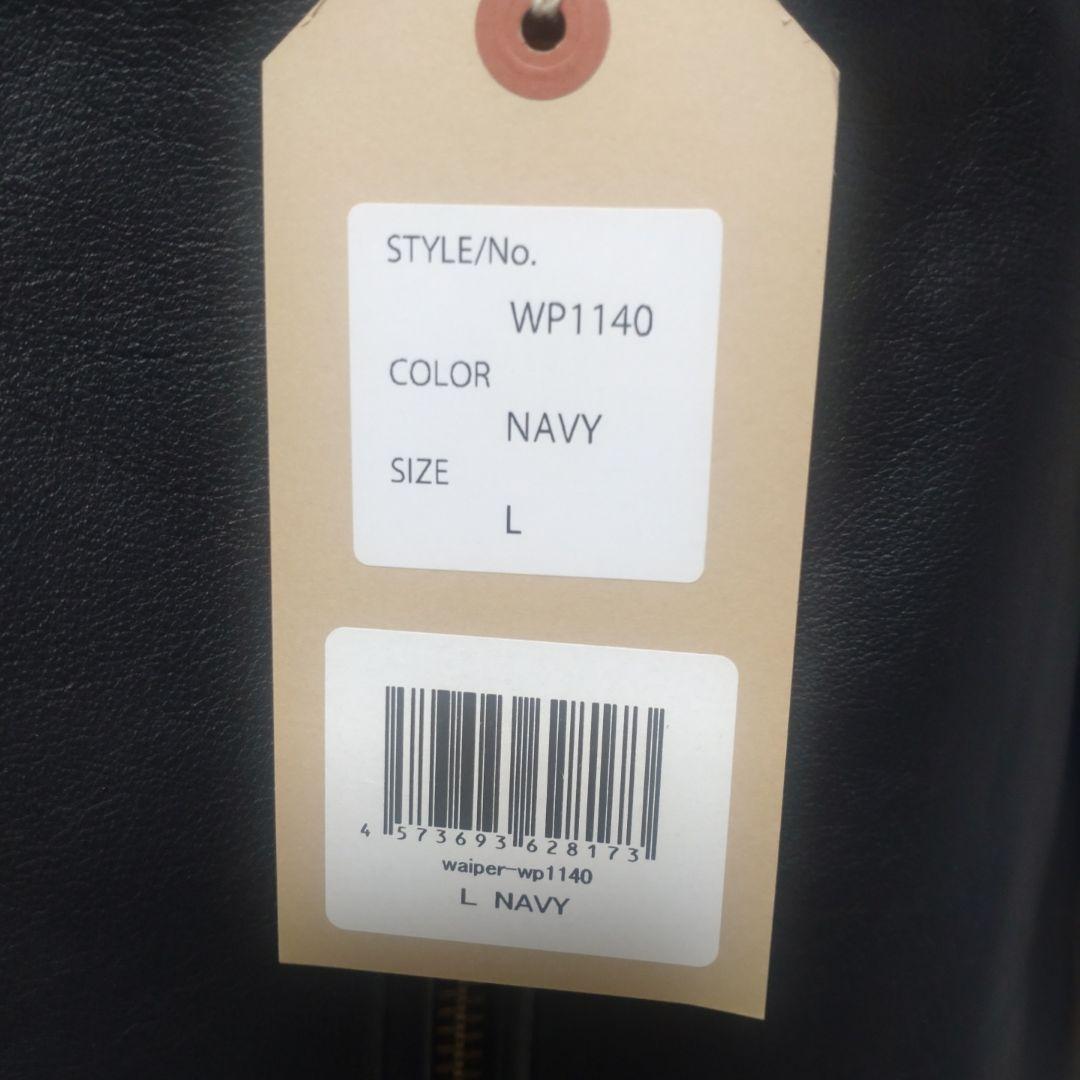 STYLE/No.
WP1140
COLOR
NAVY
SIZE
L
4 573693 628173
waiper-wp1140
L NAVY